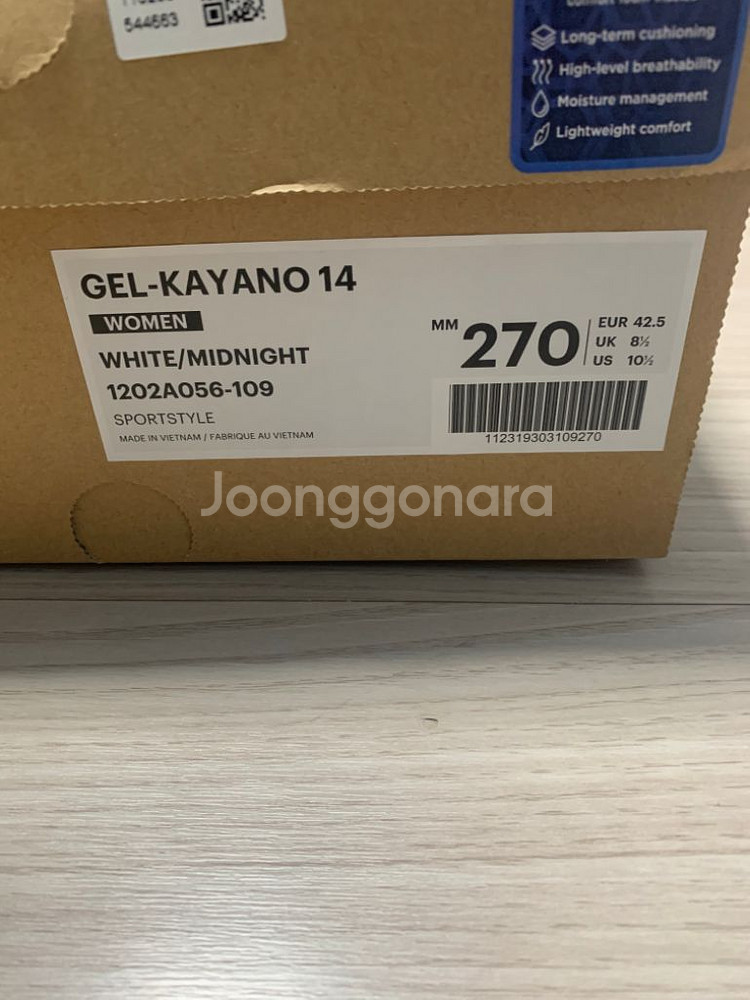 544663
Long-term cushioning
High-level breathability
Moisture management
Lightweight comfort
GEL-KAYANO 14
WOMEN
WHITE/MIDNIGHT
1202A056-109
SPORTSTYLE
MADE IN VIETNAM / FABRIQUE AU VIETNAM
MM 270
EUR 42.5
UK 8½
US 10½
112319303109270
Joonggonara